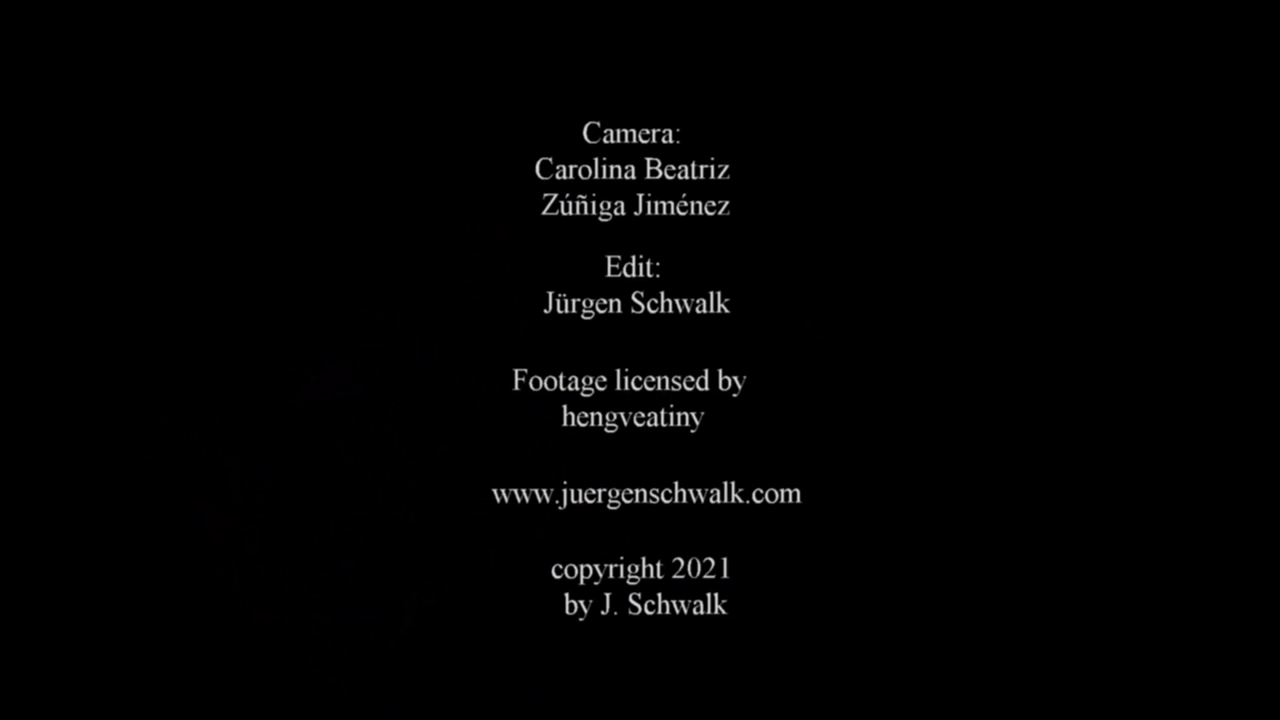 Camera:
Carolina Beatriz
Zúñiga Jiménez
Edit:
Jürgen Schwalk
Footage licensed by
hengveatiny
www.juergenschwalk.com
copyright 2021
by J. Schwalk